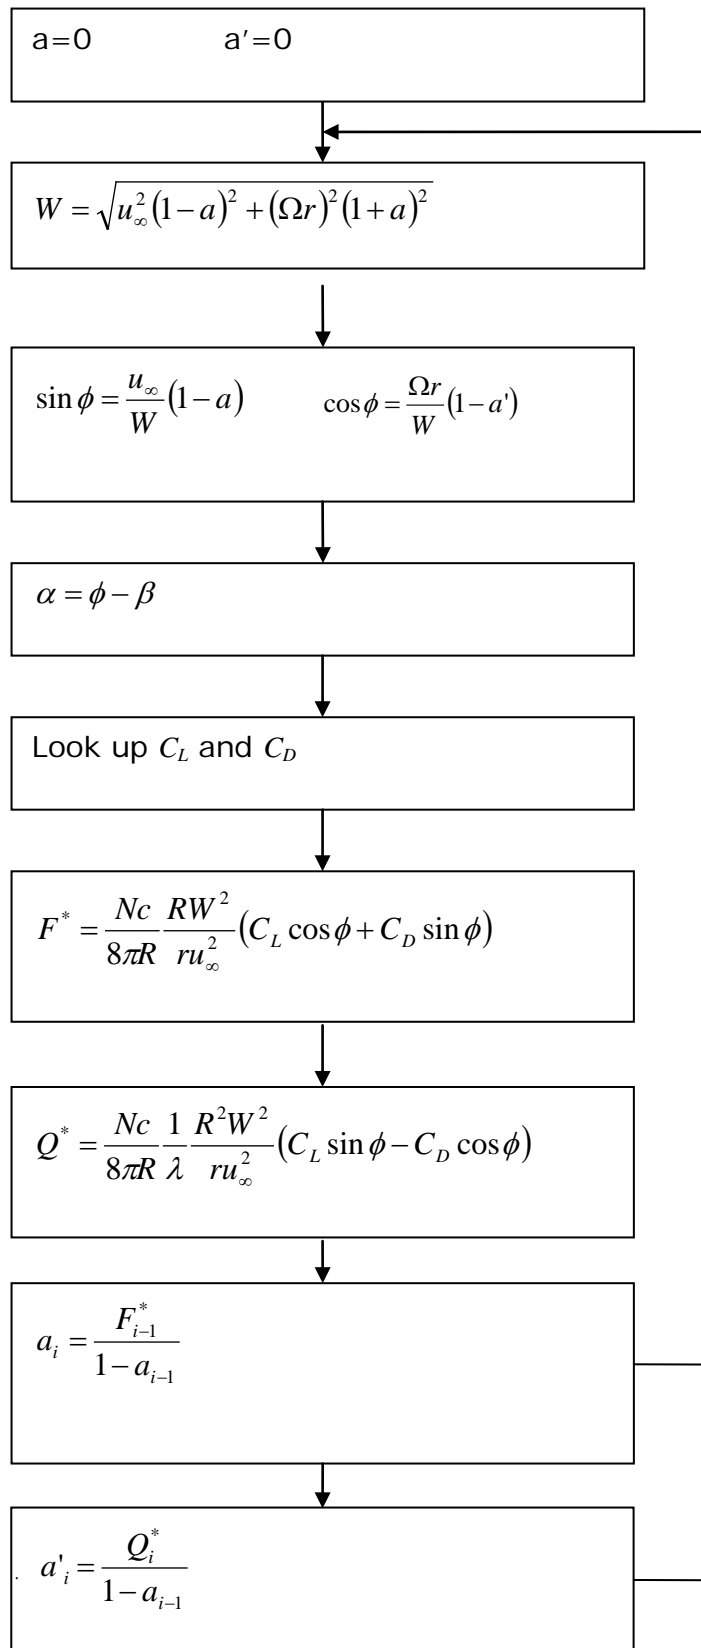 a=0 a'=0
W = √(u∞²(1−a)² + (Ωr)²(1+a)²)
sin ϕ = u∞/W (1−a) cos ϕ = Ωr/W (1−a')
α = ϕ − β
Look up C_L and C_D
F* = Nc/8πR RW²/ru∞² (C_L cos ϕ + C_D sin ϕ)
Q* = Nc/8πR 1/λ R²W²/ru∞² (C_L sin ϕ − C_D cos ϕ)
a_i = F*_{i−1}/1−a_{i−1}
. a'_i = Q*_i/1−a_{i−1}